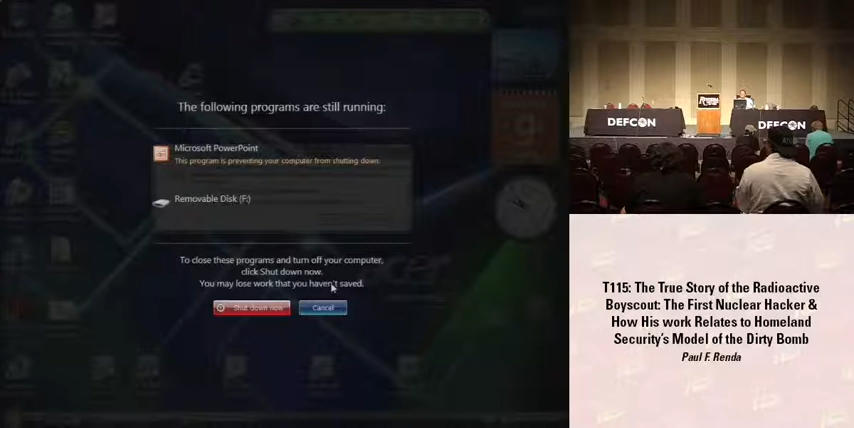 The following programs are still running:
Microsoft PowerPoint
This program is preventing your computer from shutting down.
Removable Disk (F:)
To close these programs and turn off your computer,
click Shut down now.
You may lose work that you haven't saved.
Shut down now
Cancel
DEFCON
DEFCON
T115: The True Story of the Radioactive
Boyscout: The First Nuclear Hacker &
How His work Relates to Homeland
Security's Model of the Dirty Bomb
Paul F. Renda